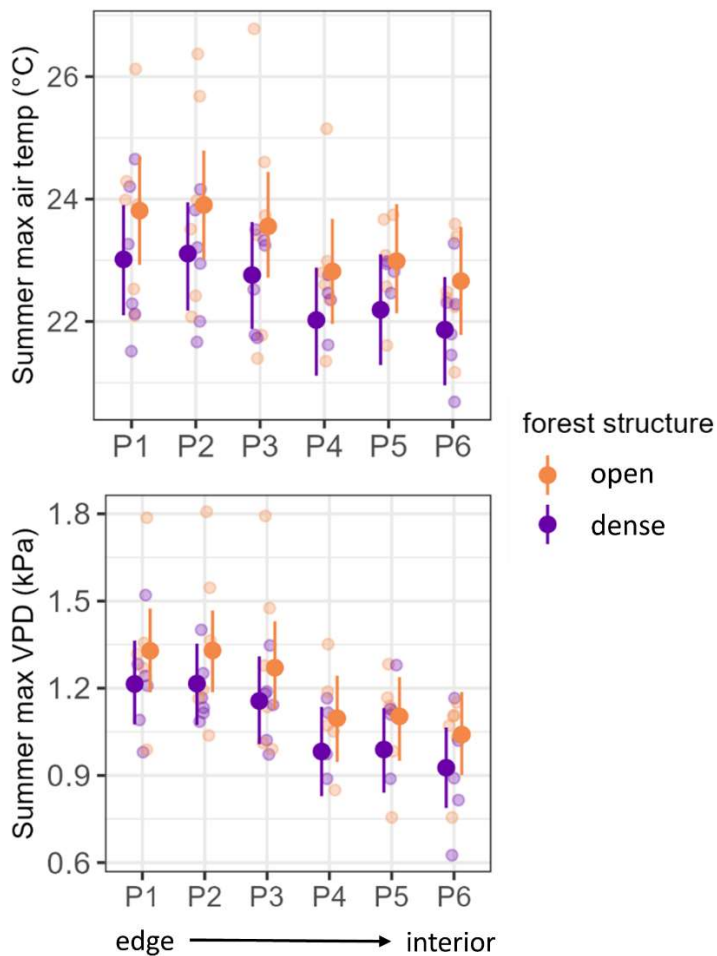 Summer max air temp (°C)
26
24
22
P1 P2 P3 P4 P5 P6
forest structure
open
dense
Summer max VPD (kPa)
1.8
1.5
1.2
0.9
0.6
P1 P2 P3 P4 P5 P6
edge interior